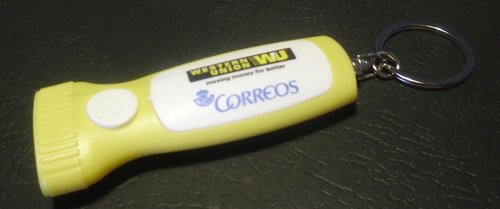 WESTERN WU
UNION
moving money for better
CORREOS